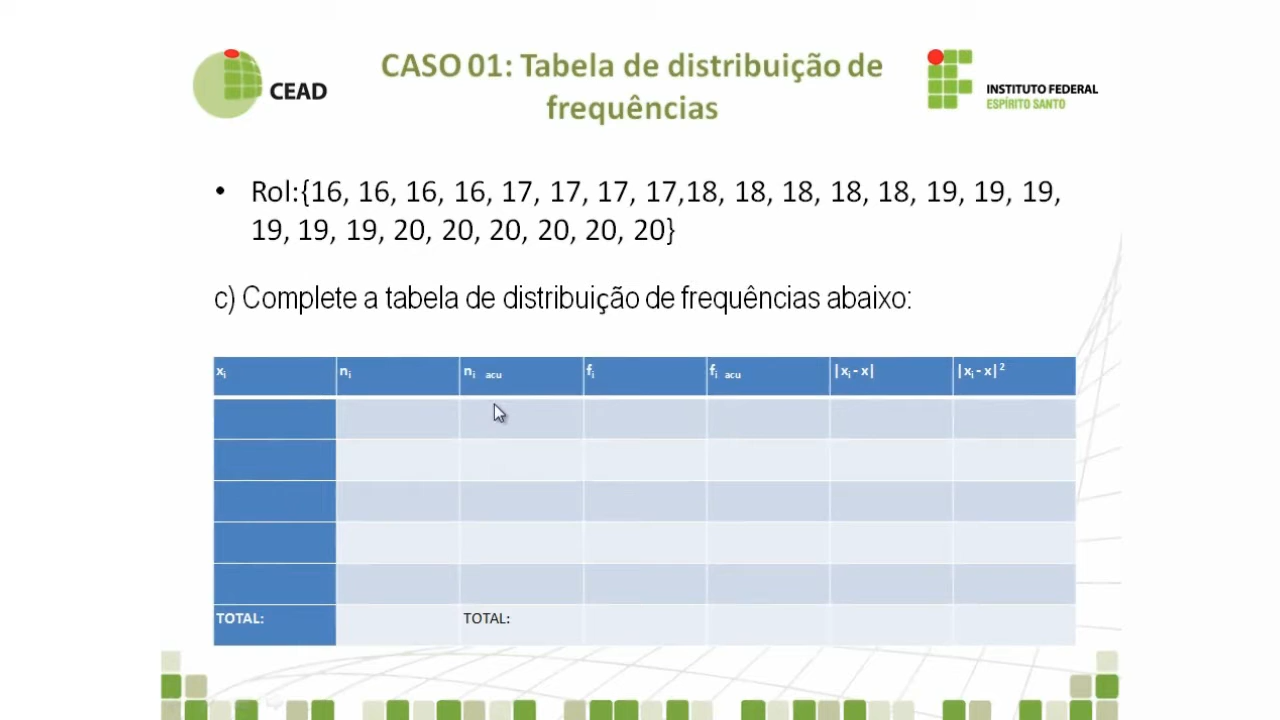 CEAD
CASO 01: Tabela de distribuição de
frequências
INSTITUTO FEDERAL
ESPÍRITO SANTO
• Rol:{16, 16, 16, 16, 17, 17, 17, 17,18, 18, 18, 18, 18, 19, 19, 19,
19, 19, 19, 20, 20, 20, 20, 20, 20}
c) Complete a tabela de distribuição de frequências abaixo:
xi ni ni acu fi fi acu |xi - x| |xi - x|²
TOTAL: TOTAL: